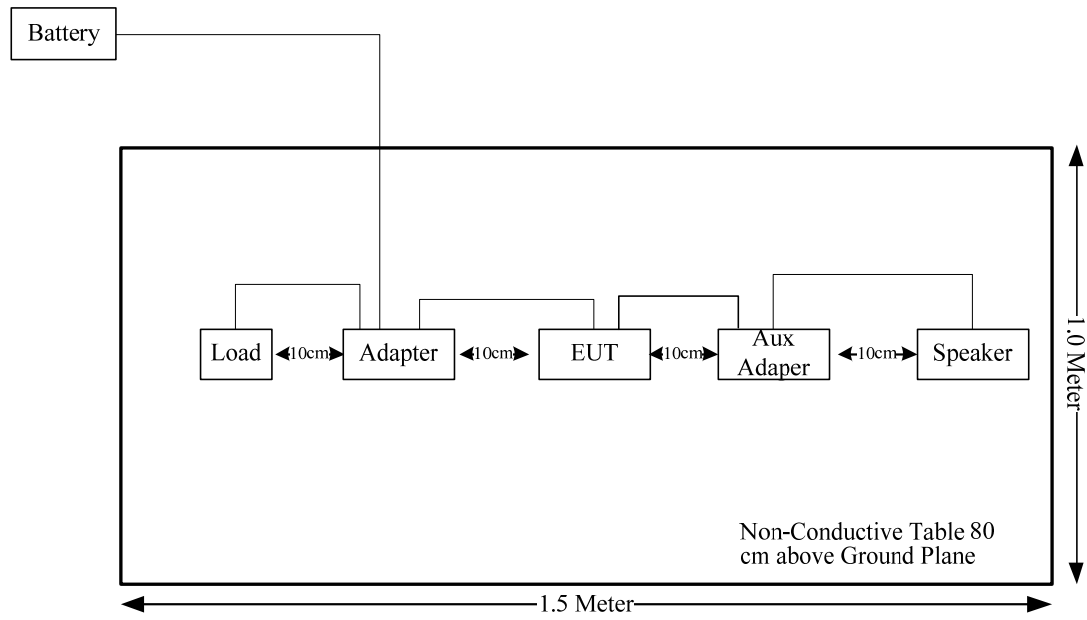 Battery
Load
10cm
Adapter
10cm
EUT
10cm
Aux
Adaper
10cm
Speaker
1.0 Meter
Non-Conductive Table 80
cm above Ground Plane
1.5 Meter